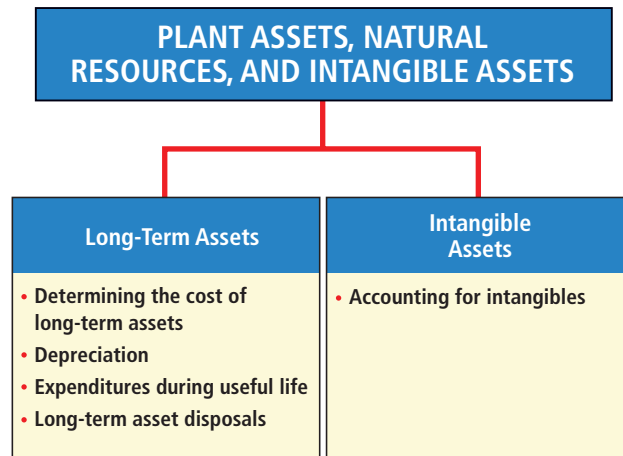 PLANT ASSETS, NATURAL
RESOURCES, AND INTANGIBLE ASSETS
Long-Term Assets
• Determining the cost of
long-term assets
• Depreciation
• Expenditures during useful life
• Long-term asset disposals
Intangible
Assets
• Accounting for intangibles